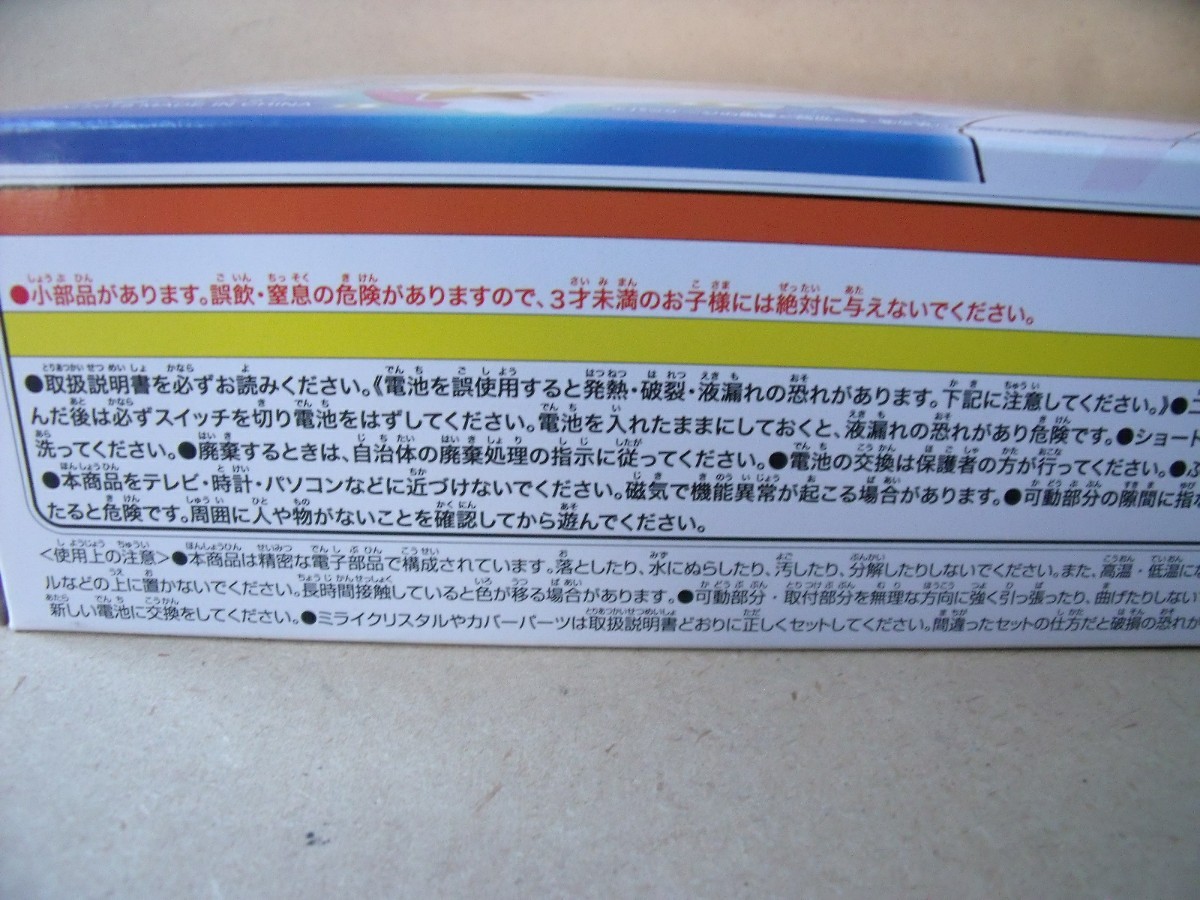 MADE IN CHINA
●小部品があります。誤飲・窒息の危険がありますので、3才未満のお子様には絶対に与えないでください。
●取扱説明書を必ずお読みください。《電池を誤使用すると発熱・破裂・液漏れの恐れがあります。下記に注意してください。》●
んだ後は必ずスイッチを切り電池をはずしてください。電池を入れたままにしておくと、液漏れの恐れがあり危険です。●ショート
洗ってください。●廃棄するときは、自治体の廃棄処理の指示に従ってください。●電池の交換は保護者の方が行ってください。●ぶ
●本商品をテレビ・時計・パソコンなどに近づけないでください。磁気で機能異常が起こる場合があります。●可動部分の隙間に指
たると危険です。周囲に人や物がないことを確認してから遊んでください。
<使用上の注意>●本商品は精密な電子部品で構成されています。落としたり、水にぬらしたり、汚したり、分解したりしないでください。また、高温・低温にな
ルなどの上に置かないでください。長時間接触していると色が移る場合があります。●可動部分・取付部分を無理な方向に強く引っ張ったり、曲げたりしない
新しい電池に交換をしてください。●ミライクリスタルやカバーパーツは取扱説明書どおりに正しくセットしてください。間違ったセットの仕方だと破損の恐れが